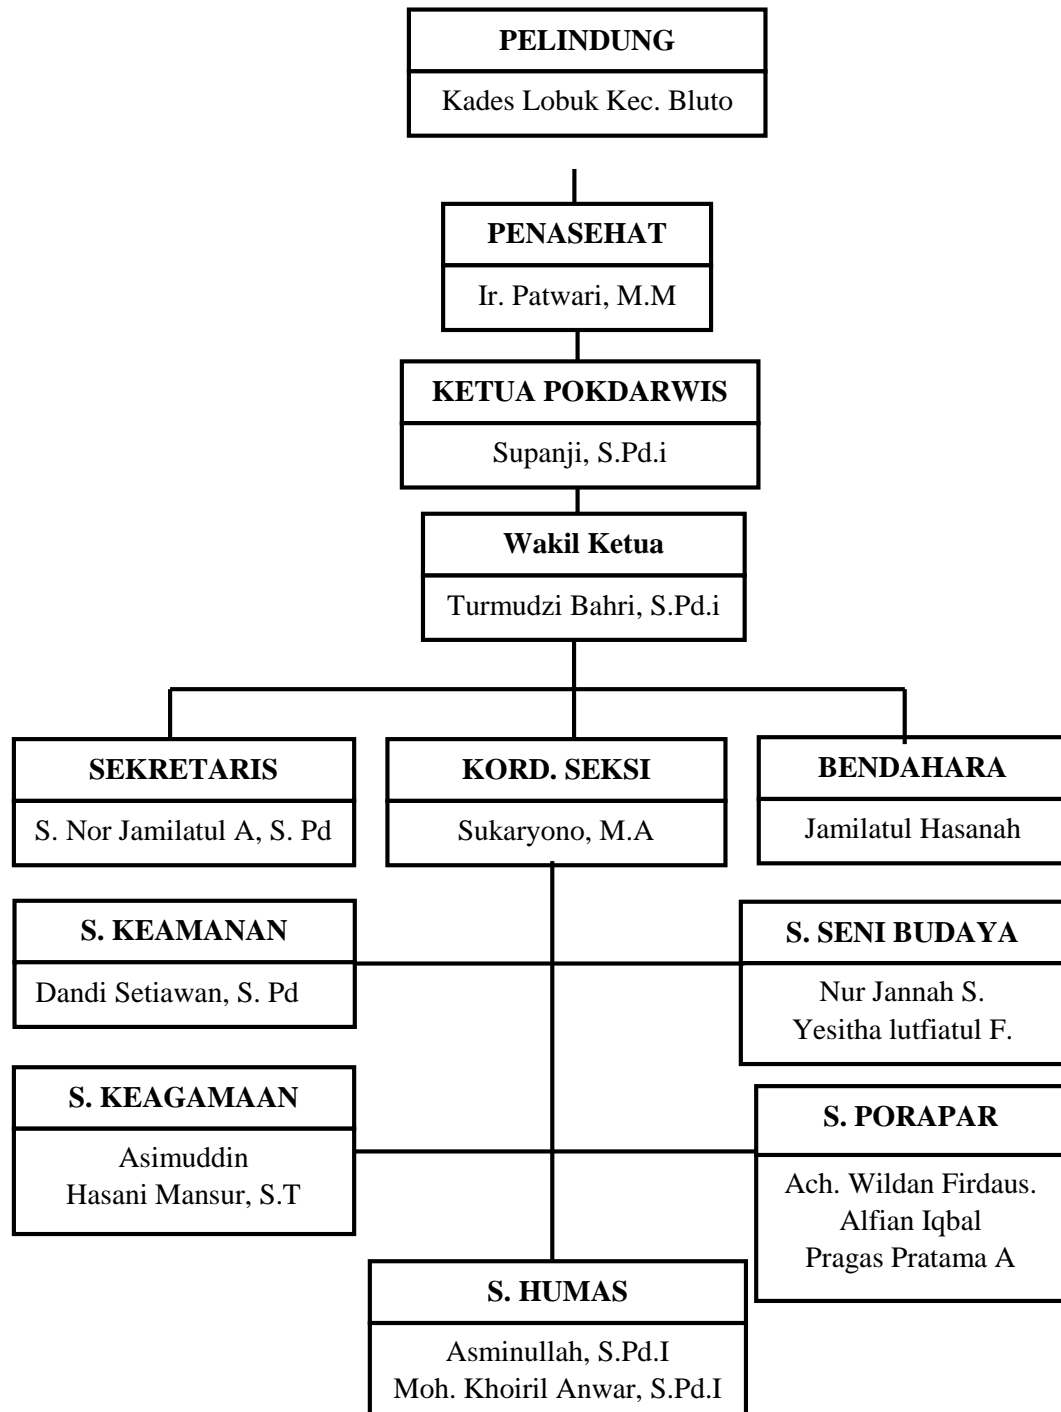 PELINDUNG
Kades Lobuk Kec. Bluto
PENASEHAT
Ir. Patwari, M.M
KETUA POKDARWIS
Supanji, S.Pd.i
Wakil Ketua
Turmudzi Bahri, S.Pd.i
SEKRETARIS
S. Nor Jamilatul A, S. Pd
KORD. SEKSI
Sukaryono, M.A
BENDAHARA
Jamilatul Hasanah
S. KEAMANAN
Dandi Setiawan, S. Pd
S. SENI BUDAYA
Nur Jannah S.
Yesitha lutfiatul F.
S. KEAGAMAAN
Asimuddin
Hasani Mansur, S.T
S. PORAPAR
Ach. Wildan Firdaus.
Alfian Iqbal
Pragas Pratama A
S. HUMAS
Asminullah, S.Pd.I
Moh. Khoiril Anwar, S.Pd.I